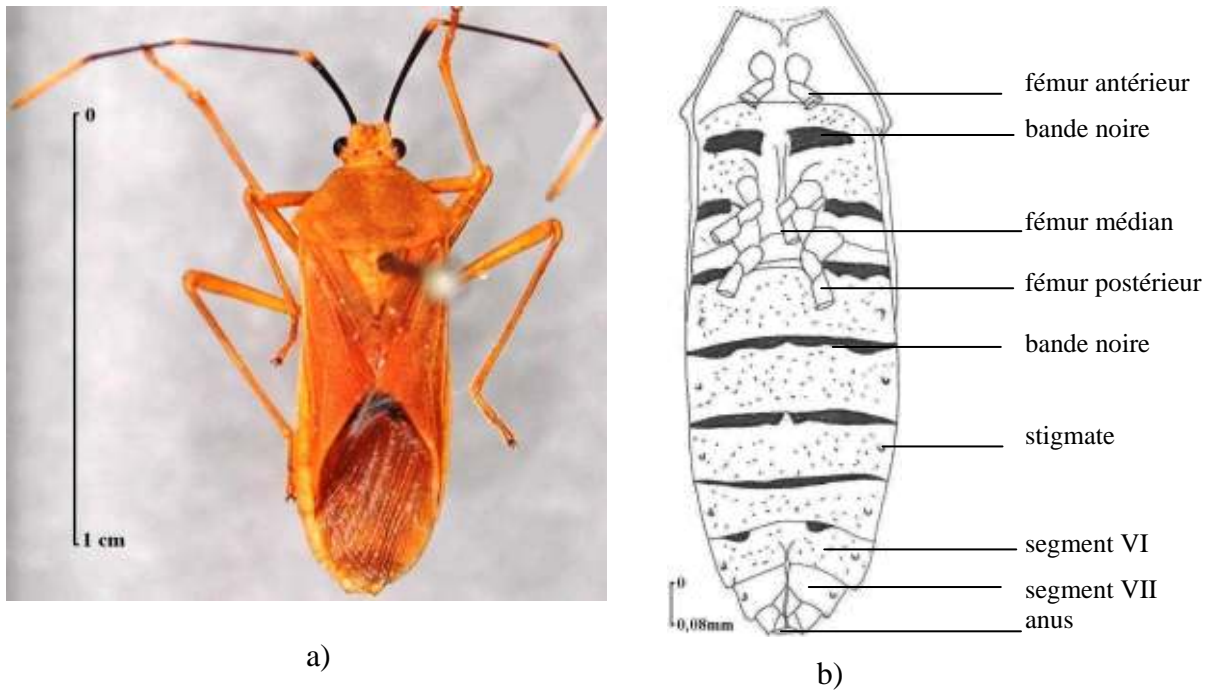 0
1 cm
a)
fémur antérieur
bande noire
fémur médian
fémur postérieur
bande noire
stigmate
segment VI
segment VII
anus
0
0,08mm
b)